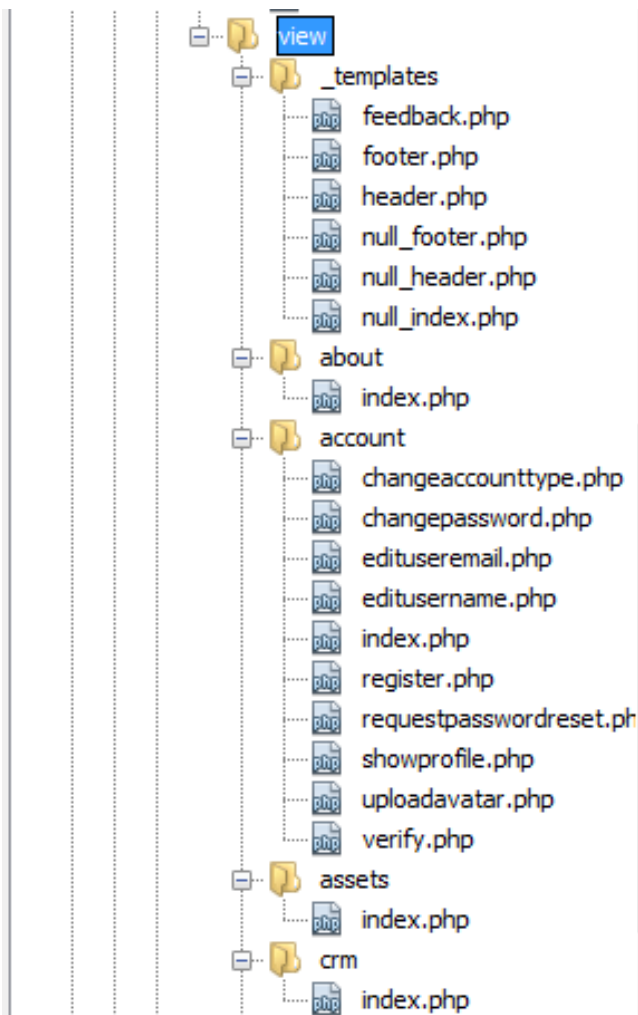 view
_templates
feedback.php
footer.php
header.php
null_footer.php
null_header.php
null_index.php
about
index.php
account
changeaccounttype.php
changepassword.php
edituseremail.php
editusername.php
index.php
register.php
requestpasswordreset.ph
showprofile.php
uploadavatar.php
verify.php
assets
index.php
crm
index.php